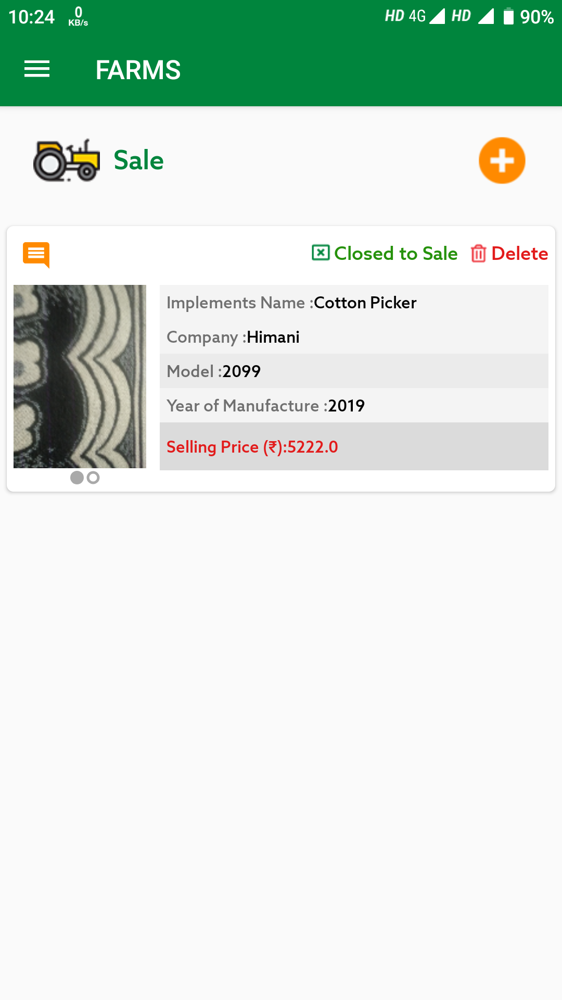 10:24 0 KB/s HD 4G HD 90%
FARMS
Sale
Closed to Sale Delete
Implements Name :Cotton Picker
Company :Himani
Model :2099
Year of Manufacture :2019
Selling Price (₹):5222.0